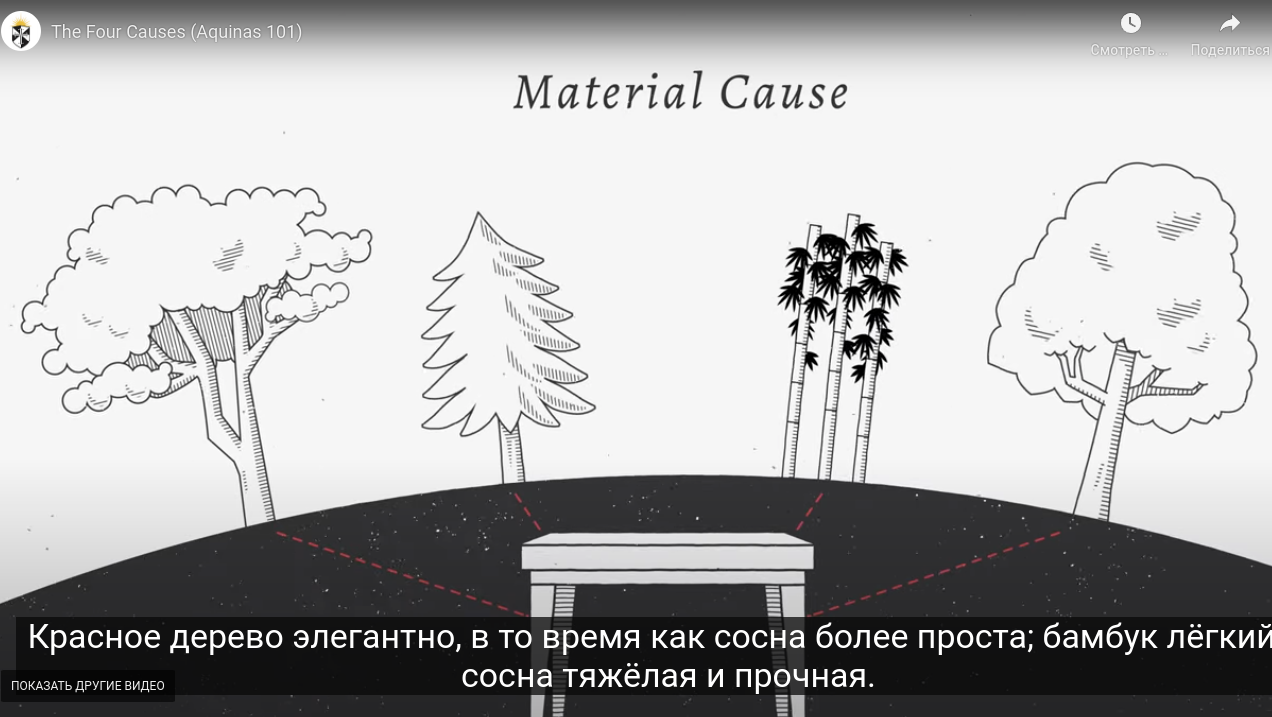 The Four Causes (Aquinas 101)
Смотреть ...
Поделиться
Material Cause
Красное дерево элегантно, в то время как сосна более проста; бамбук лёгкий
сосна тяжёлая и прочная.
ПОКАЗАТЬ ДРУГИЕ ВИДЕО